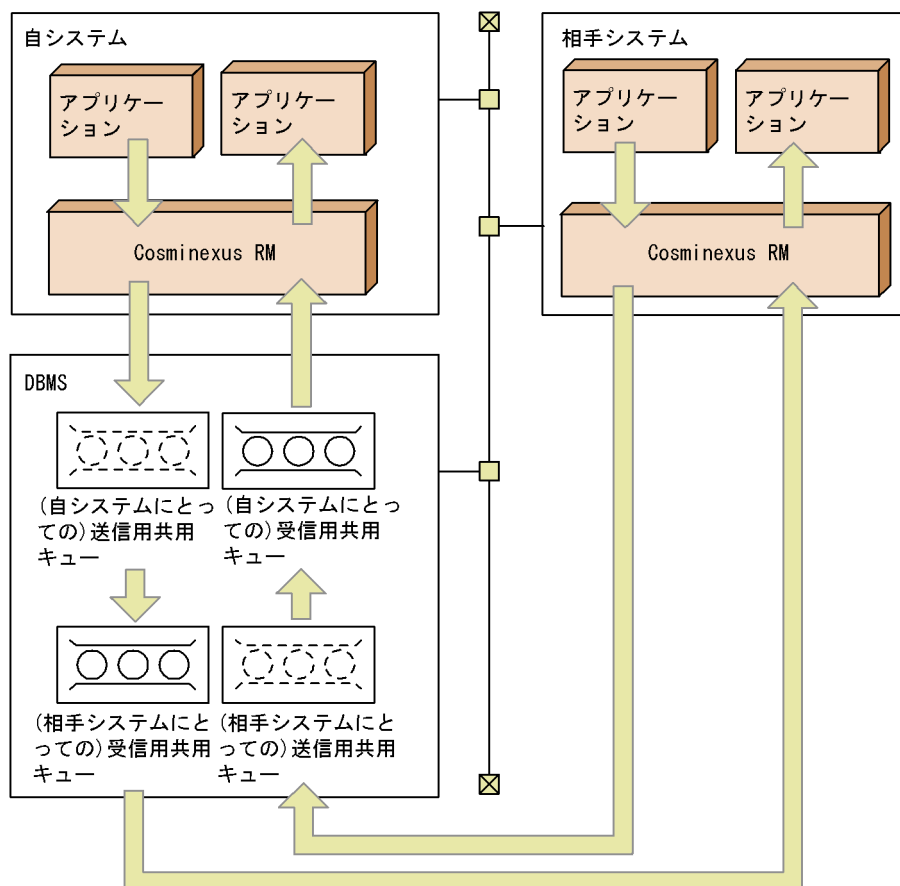 自システム
アプリケー
ション
アプリケー
ション
Cosminexus RM
相手システム
アプリケー
ション
アプリケー
ション
Cosminexus RM
DBMS
(自システムにとっ
ての)送信用共用
キュー
(自システムにとっ
ての)受信用共用
キュー
(相手システムにと
っての)受信用共用
キュー
(相手システムにと
っての)送信用共用
キュー